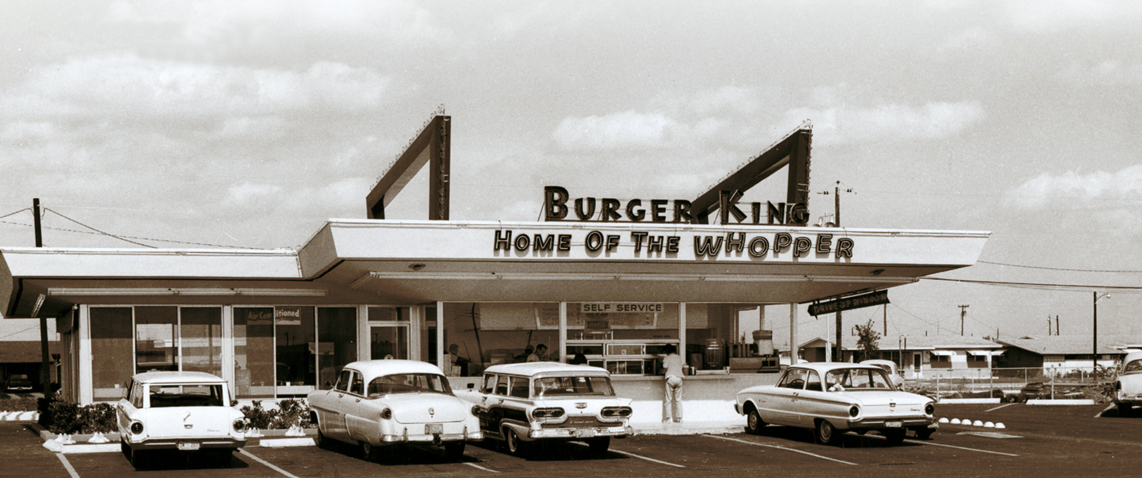 BURGER KING
HOME OF THE WHOPPER
SELF SERVICE
Air Conditioned